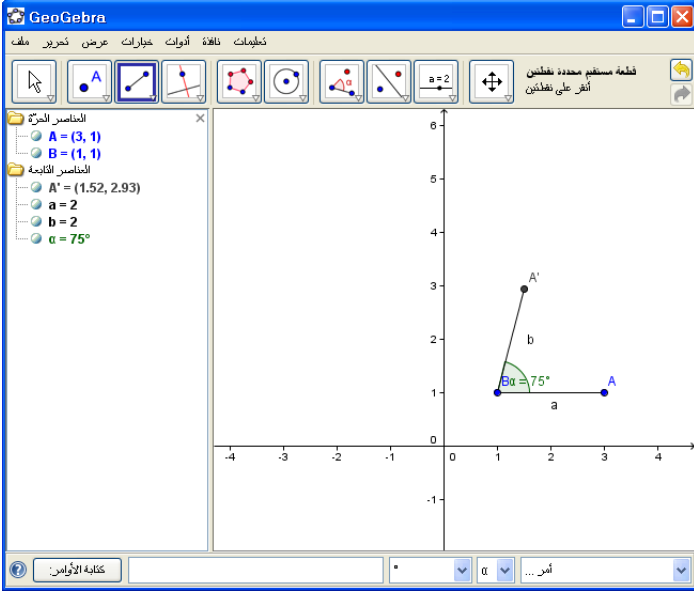 GeoGebra
ملف تحرير عرض خيارات أدوات نافذة تعليمات
A
α
a = 2
قطعة مستقيم محددة بنقطتين
أنقر على نقطتين
العناصر الحرّة
A = (3, 1)
B = (1, 1)
العناصر التابعة
A' = (1.52, 2.93)
a = 2
b = 2
α = 75°
6
5
4
3
2
1
0
-1
-4
-3
-2
-1
0
1
2
3
4
A'
b
B
α = 75°
A
a
كتابة الأوامر:
°
α
أمر ...